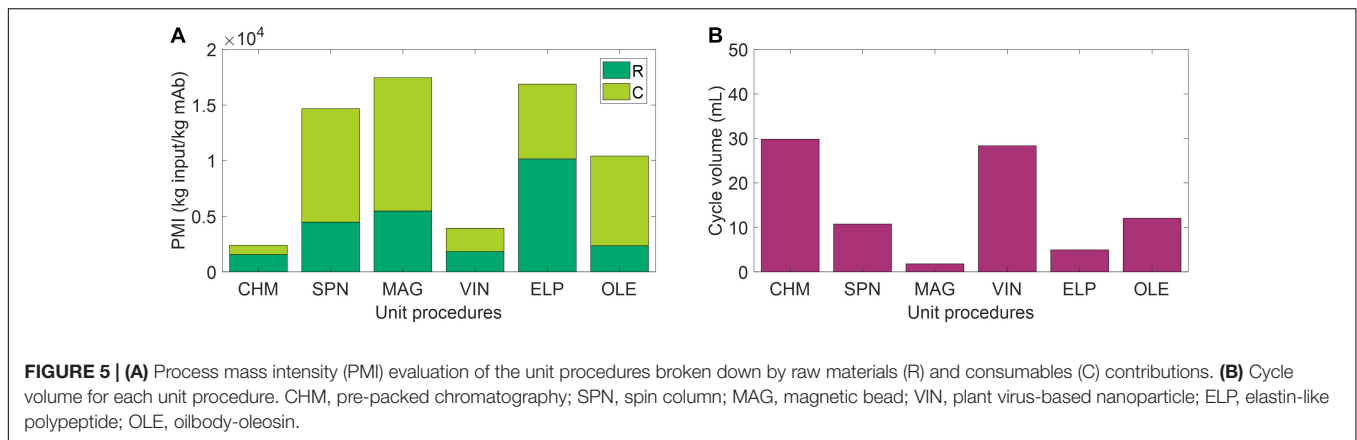 A
×10^4
2
1.5
1
0.5
0
PMI (kg input/kg mAb)
R
C
CHM SPN MAG VIN ELP OLE
Unit procedures
B
50
40
30
20
10
0
Cycle volume (mL)
CHM SPN MAG VIN ELP OLE
Unit procedures
FIGURE 5 | (A) Process mass intensity (PMI) evaluation of the unit procedures broken down by raw materials (R) and consumables (C) contributions. (B) Cycle
volume for each unit procedure. CHM, pre-packed chromatography; SPN, spin column; MAG, magnetic bead; VIN, plant virus-based nanoparticle; ELP, elastin-like
polypeptide; OLE, oilbody-oleosin.